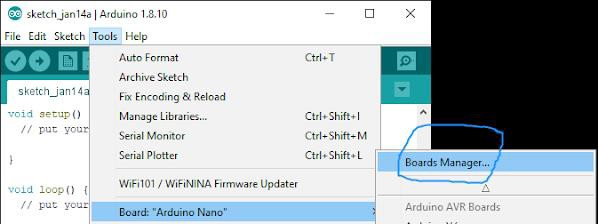 sketch_jan14a | Arduino 1.8.10
File Edit Sketch Tools Help
Auto Format Ctrl+T
Archive Sketch
sketch_jan14a
Fix Encoding & Reload
void setup()
Manage Libraries... Ctrl+Shift+I
// put your
Serial Monitor Ctrl+Shift+M
}
Serial Plotter Ctrl+Shift+L
Boards Manager...
WiFi101 / WiFiNINA Firmware Updater
void loop() {
// put your
Board: "Arduino Nano"
Arduino AVR Boards